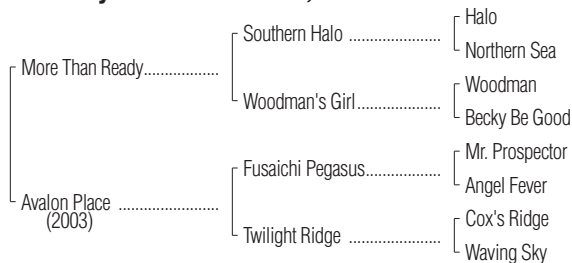 Halo
Southern Halo ....................
Northern Sea
More Than Ready.................
Woodman
Woodman's Girl..................
Becky Be Good
Mr. Prospector
Fusaichi Pegasus................
Angel Fever
Avalon Place ......................
(2003)
Cox's Ridge
Twilight Ridge ....................
Waving Sky